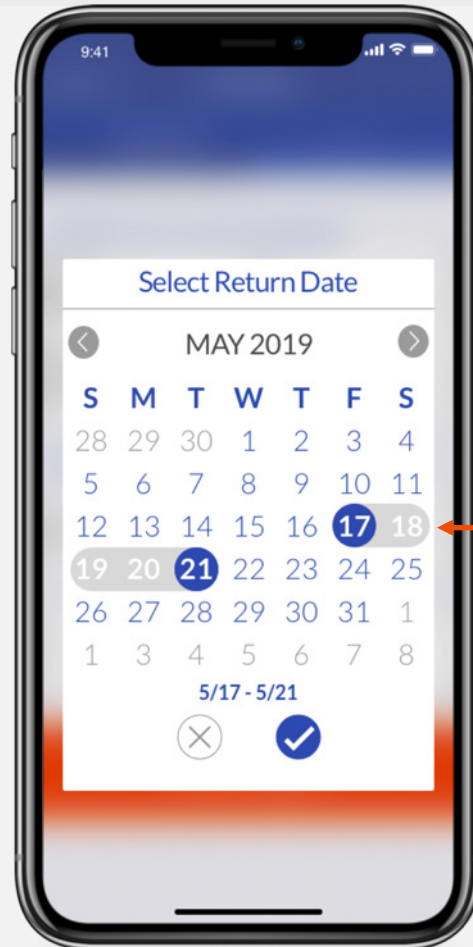 9:41
Select Return Date
MAY 2019
S M T W T F S
28 29 30 1 2 3 4
5 6 7 8 9 10 11
12 13 14 15 16 17 18
19 20 21 22 23 24 25
26 27 28 29 30 31 1
1 3 4 5 6 7 8
5/17 - 5/21